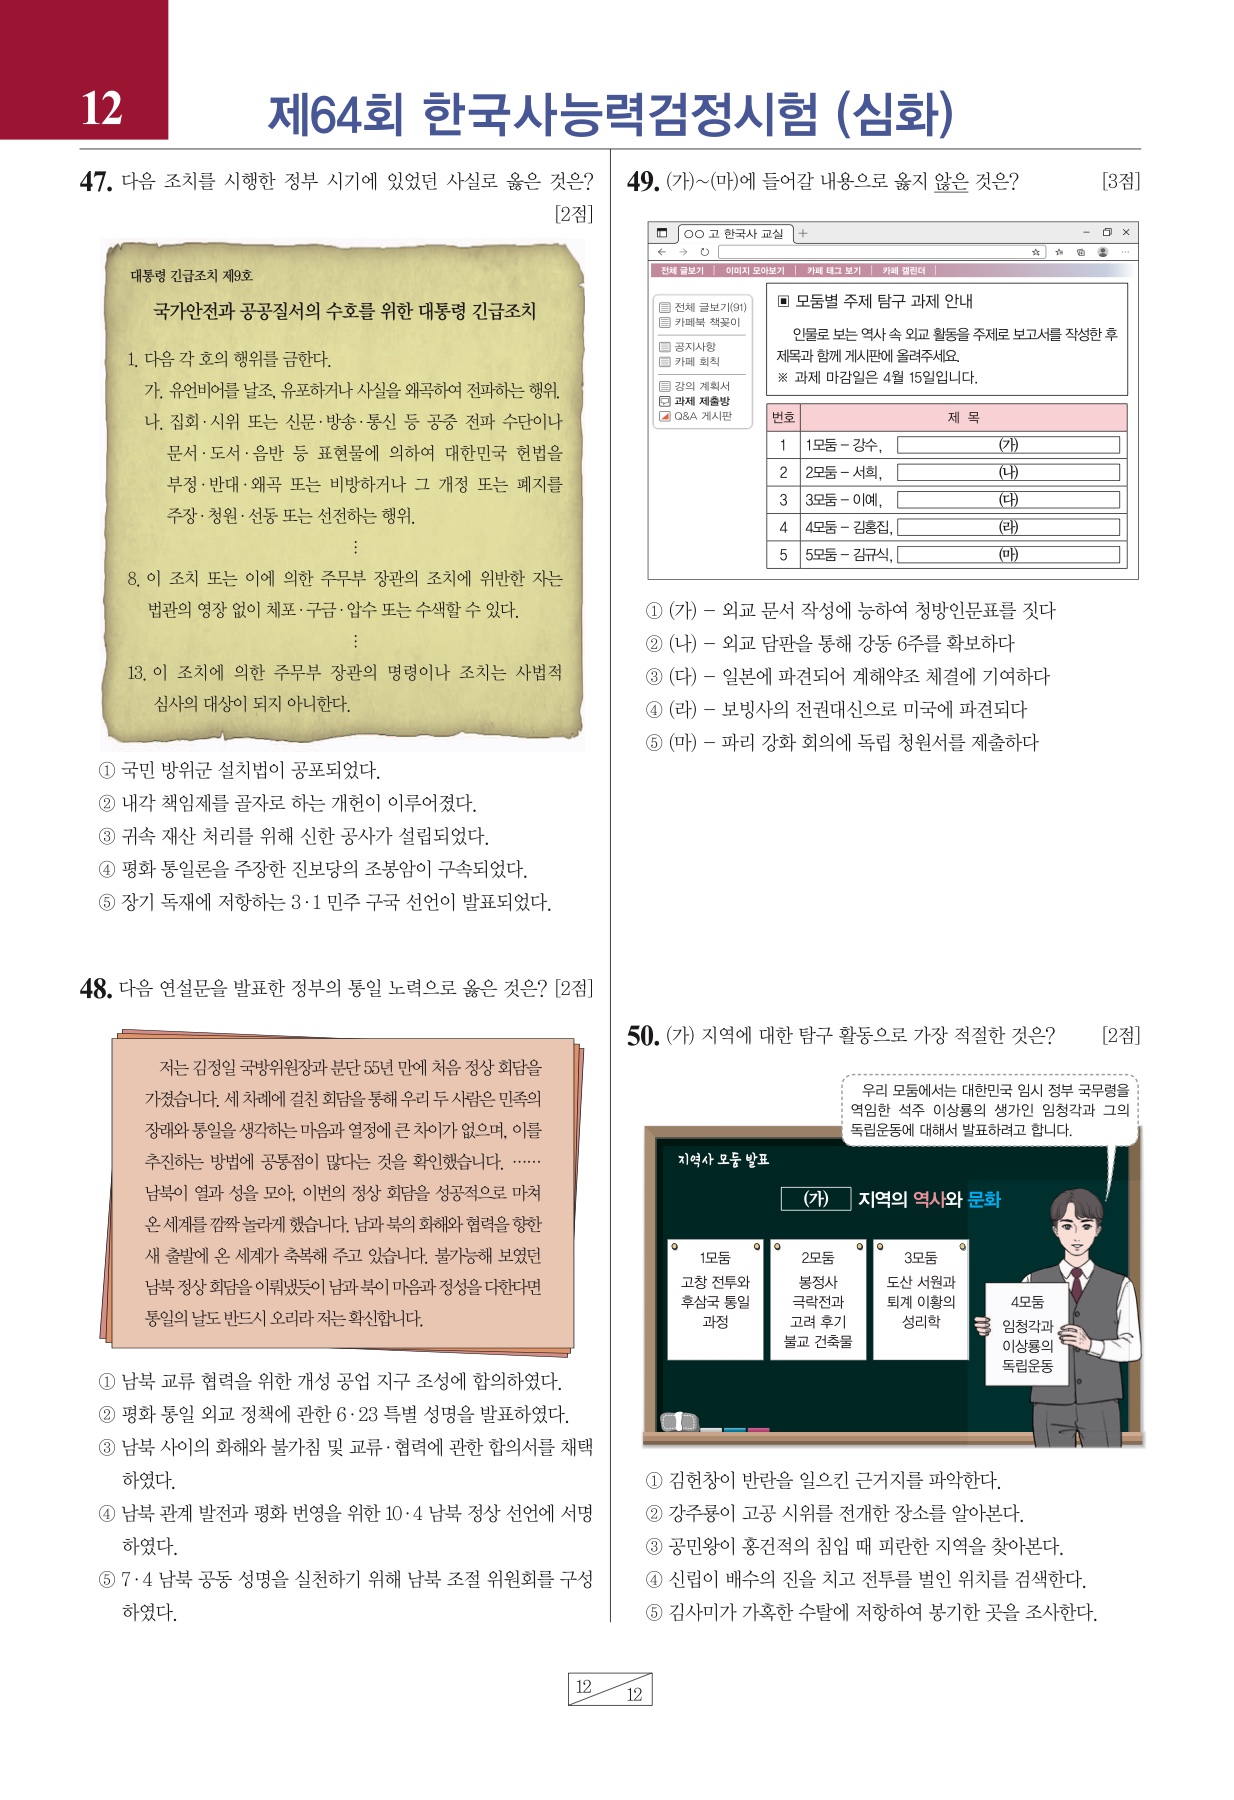 12
제64회 한국사능력검정시험 (심화)
47. 다음 조치를 시행한 정부 시기에 있었던 사실로 옳은 것은?
[2점]
대통령 긴급조치 제9호
국가안전과 공공질서의 수호를 위한 대통령 긴급조치
1. 다음 각 호의 행위를 금한다.
가. 유언비어를 날조, 유포하거나 사실을 왜곡하여 전파하는 행위.
나. 집회·시위 또는 신문·방송·통신 등 공중 전파 수단이나
문서·도서·음반 등 표현물에 의하여 대한민국 헌법을
부정·반대·왜곡 또는 비방하거나 그 개정 또는 폐지를
주장·청원·선동 또는 선전하는 행위.
⋮
8. 이 조치 또는 이에 의한 주무부 장관의 조치에 위반한 자는
법관의 영장 없이 체포·구금·압수 또는 수색할 수 있다.
⋮
13. 이 조치에 의한 주무부 장관의 명령이나 조치는 사법적
심사의 대상이 되지 아니한다.
① 국민 방위군 설치법이 공포되었다.
② 내각 책임제를 골자로 하는 개헌이 이루어졌다.
③ 귀속 재산 처리를 위해 신한 공사가 설립되었다.
④ 평화 통일론을 주장한 진보당의 조봉암이 구속되었다.
⑤ 장기 독재에 저항하는 3·1 민주 구국 선언이 발표되었다.
48. 다음 연설문을 발표한 정부의 통일 노력으로 옳은 것은? [2점]
저는 김정일 국방위원장과 분단 55년 만에 처음 정상 회담을
가졌습니다. 세 차례에 걸친 회담을 통해 우리 두 사람은 민족의
장래와 통일을 생각하는 마음과 열정에 큰 차이가 없으며, 이를
추진하는 방법에 공통점이 많다는 것을 확인했습니다. ……
남북이 열과 성을 모아, 이번의 정상 회담을 성공적으로 마쳐
온 세계를 깜짝 놀라게 했습니다. 남과 북의 화해와 협력을 향한
새 출발에 온 세계가 축복해 주고 있습니다. 불가능해 보였던
남북 정상 회담을 이뤄냈듯이 남과 북이 마음과 정성을 다한다면
통일의 날도 반드시 오리라 저는 확신합니다.
① 남북 교류 협력을 위한 개성 공업 지구 조성에 합의하였다.
② 평화 통일 외교 정책에 관한 6·23 특별 성명을 발표하였다.
③ 남북 사이의 화해와 불가침 및 교류·협력에 관한 합의서를 채택
하였다.
④ 남북 관계 발전과 평화 번영을 위한 10·4 남북 정상 선언에 서명
하였다.
⑤ 7·4 남북 공동 성명을 실천하기 위해 남북 조절 위원회를 구성
하였다.
49. (가)~(마)에 들어갈 내용으로 옳지 않은 것은? [3점]
○○ 고 한국사 교실
전체 글보기 | 이미지 모아보기 | 카페 태그 보기 | 카페 캘린더 |
전체 글보기(91)
카페북 책꽂이
공지사항
카페 회칙
강의 계획서
과제 제출방
Q&A 게시판
▣ 모둠별 주제 탐구 과제 안내
인물로 보는 역사 속 외교 활동을 주제로 보고서를 작성한 후
제목과 함께 게시판에 올려주세요.
※ 과제 마감일은 4월 15일입니다.
번호 제 목
1 1모둠 – 강수, (가)
2 2모둠 – 서희, (나)
3 3모둠 – 이예, (다)
4 4모둠 – 김홍집, (라)
5 5모둠 – 김규식, (마)
① (가) – 외교 문서 작성에 능하여 청방인문표를 짓다
② (나) – 외교 담판을 통해 강동 6주를 확보하다
③ (다) – 일본에 파견되어 계해약조 체결에 기여하다
④ (라) – 보빙사의 전권대신으로 미국에 파견되다
⑤ (마) – 파리 강화 회의에 독립 청원서를 제출하다
50. (가) 지역에 대한 탐구 활동으로 가장 적절한 것은? [2점]
우리 모둠에서는 대한민국 임시 정부 국무령을
역임한 석주 이상룡의 생가인 임청각과 그의
독립운동에 대해서 발표하려고 합니다.
지역사 모둠 발표
(가) 지역의 역사와 문화
1모둠
고창 전투와
후삼국 통일
과정
2모둠
봉정사
극락전과
고려 후기
불교 건축물
3모둠
도산 서원과
퇴계 이황의
성리학
4모둠
임청각과
이상룡의
독립운동
① 김헌창이 반란을 일으킨 근거지를 파악한다.
② 강주룡이 고공 시위를 전개한 장소를 알아본다.
③ 공민왕이 홍건적의 침입 때 피란한 지역을 찾아본다.
④ 신립이 배수의 진을 치고 전투를 벌인 위치를 검색한다.
⑤ 김사미가 가혹한 수탈에 저항하여 봉기한 곳을 조사한다.
12
12